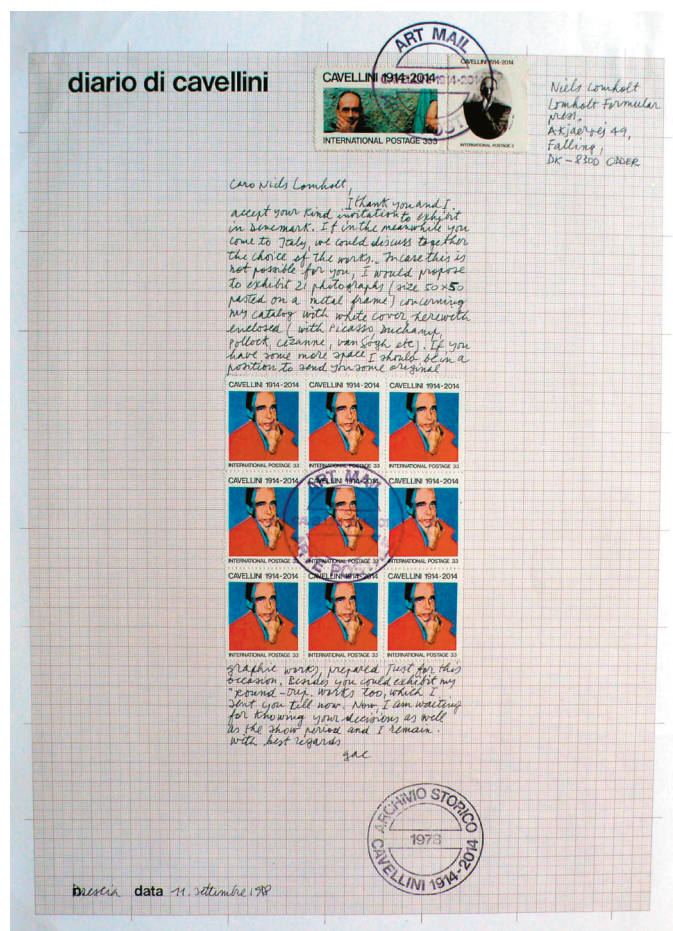 ART MAIL
CAVELLINI 1914-2014
CAVELLINI 1914-2014
diario di cavellini
INTERNATIONAL POSTAGE 333
INTERNATIONAL POSTAGE 3
Niels Lomholt
Lomholt Formular
press.
Akjaervej 49,
Falling,
DK-8300 ODDER
Caro Niels Lomholt,
I thank you and I
accept your kind invitation to exhibit
in Denemark. If in the meanwhile you
come to Italy, we could discuss together
the choice of the works. In case this is
not possible for you, I would propose
to exhibit 21 photographs (size 50x50
pasted on a metal frame) concerning
my catalog with white cover herewith
enclosed (with Picasso, Duchamp,
Pollock, Cézanne, van Gogh etc). If you
have some more space I should be in a
position to send you some original
CAVELLINI 1914-2014 CAVELLINI 1914-2014 CAVELLINI 1914-2014
INTERNATIONAL POSTAGE 33 INTERNATIONAL POSTAGE 33 INTERNATIONAL POSTAGE 33
CAVELLINI 1914-2014 CAVELLINI 1914-2014 CAVELLINI 1914-2014
ART MAIL
INTERNATIONAL POSTAGE 33 INTERNATIONAL POSTAGE 33 INTERNATIONAL POSTAGE 33
CAVELLINI 1914-2014 CAVELLINI 1914-2014 CAVELLINI 1914-2014
INTERNATIONAL POSTAGE 33 INTERNATIONAL POSTAGE 33 INTERNATIONAL POSTAGE 33
graphic works, prepared just for this
occasion. Besides you could exhibit my
"round-trip works too, which I
sent you till now. Now, I am waiting
for knowing your decisions as well
as the show period and I remain.
with best regards
gac
ARCHIVIO STORICO
1978
CAVELLINI 1914-2014
Brescia data 11. settembre 1978